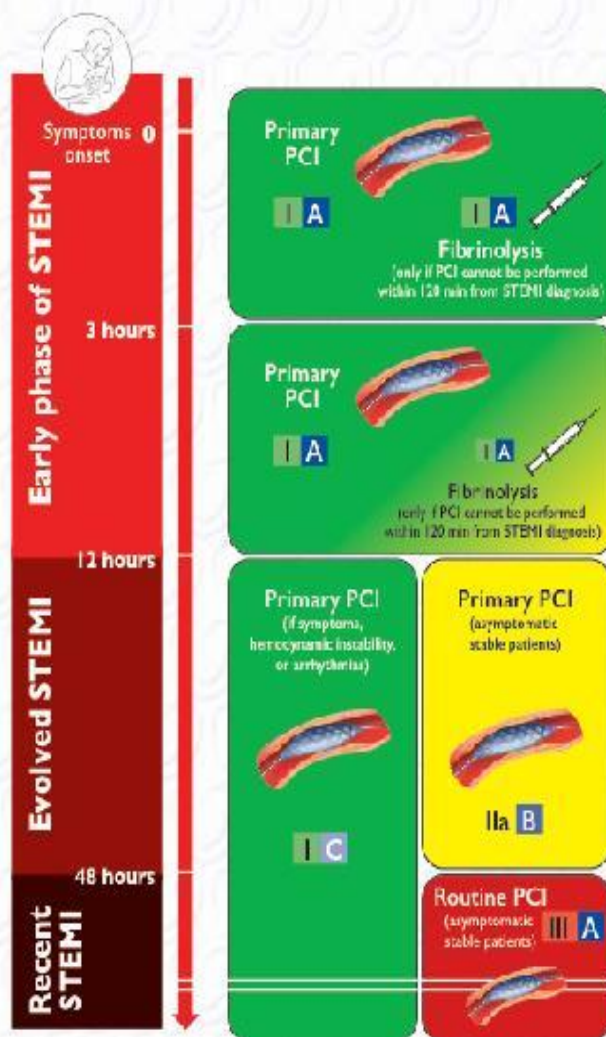 Symptoms 0
onset
Early phase of STEMI
3 hours
12 hours
Evolved STEMI
48 hours
Recent
STEMI
Primary
PCI
I A
I A
Fibrinolysis
(only if PCI cannot be performed
within 120 min from STEMI diagnosis)
Primary
PCI
I A
I A
Fibrinolysis
(only if PCI cannot be performed
within 120 min from STEMI diagnosis)
Primary PCI
(if symptoms,
hemodynamic instability,
or arrhythmias)
I C
Primary PCI
(asymptomatic
stable patients)
IIa B
Routine PCI
(asymptomatic
stable patients)
III A